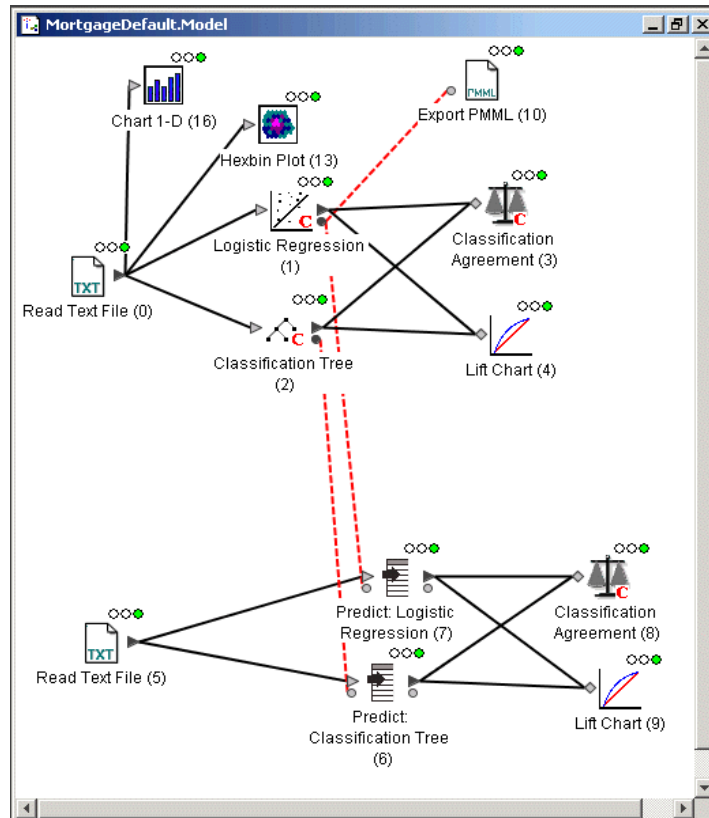 MortgageDefault.Model
Chart 1-D (16)
PMML
Export PMML (10)
Hexbin Plot (13)
C
Logistic Regression
(1)
C
Classification
Agreement (3)
TXT
Read Text File (0)
C
Classification Tree
(2)
Lift Chart (4)
Predict: Logistic
Regression (7)
C
Classification
Agreement (8)
TXT
Read Text File (5)
Predict:
Classification Tree
(6)
Lift Chart (9)